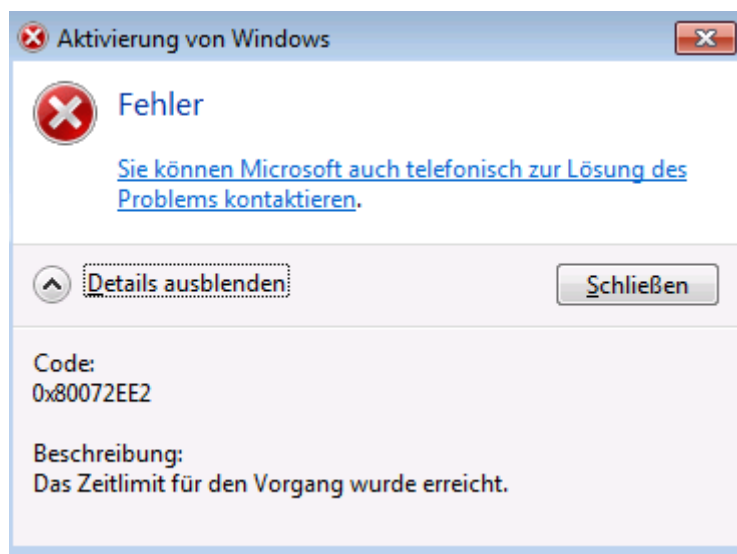 Aktivierung von Windows
Fehler
Sie können Microsoft auch telefonisch zur Lösung des
Problems kontaktieren.
Details ausblenden
Schließen
Code:
0x80072EE2
Beschreibung:
Das Zeitlimit für den Vorgang wurde erreicht.